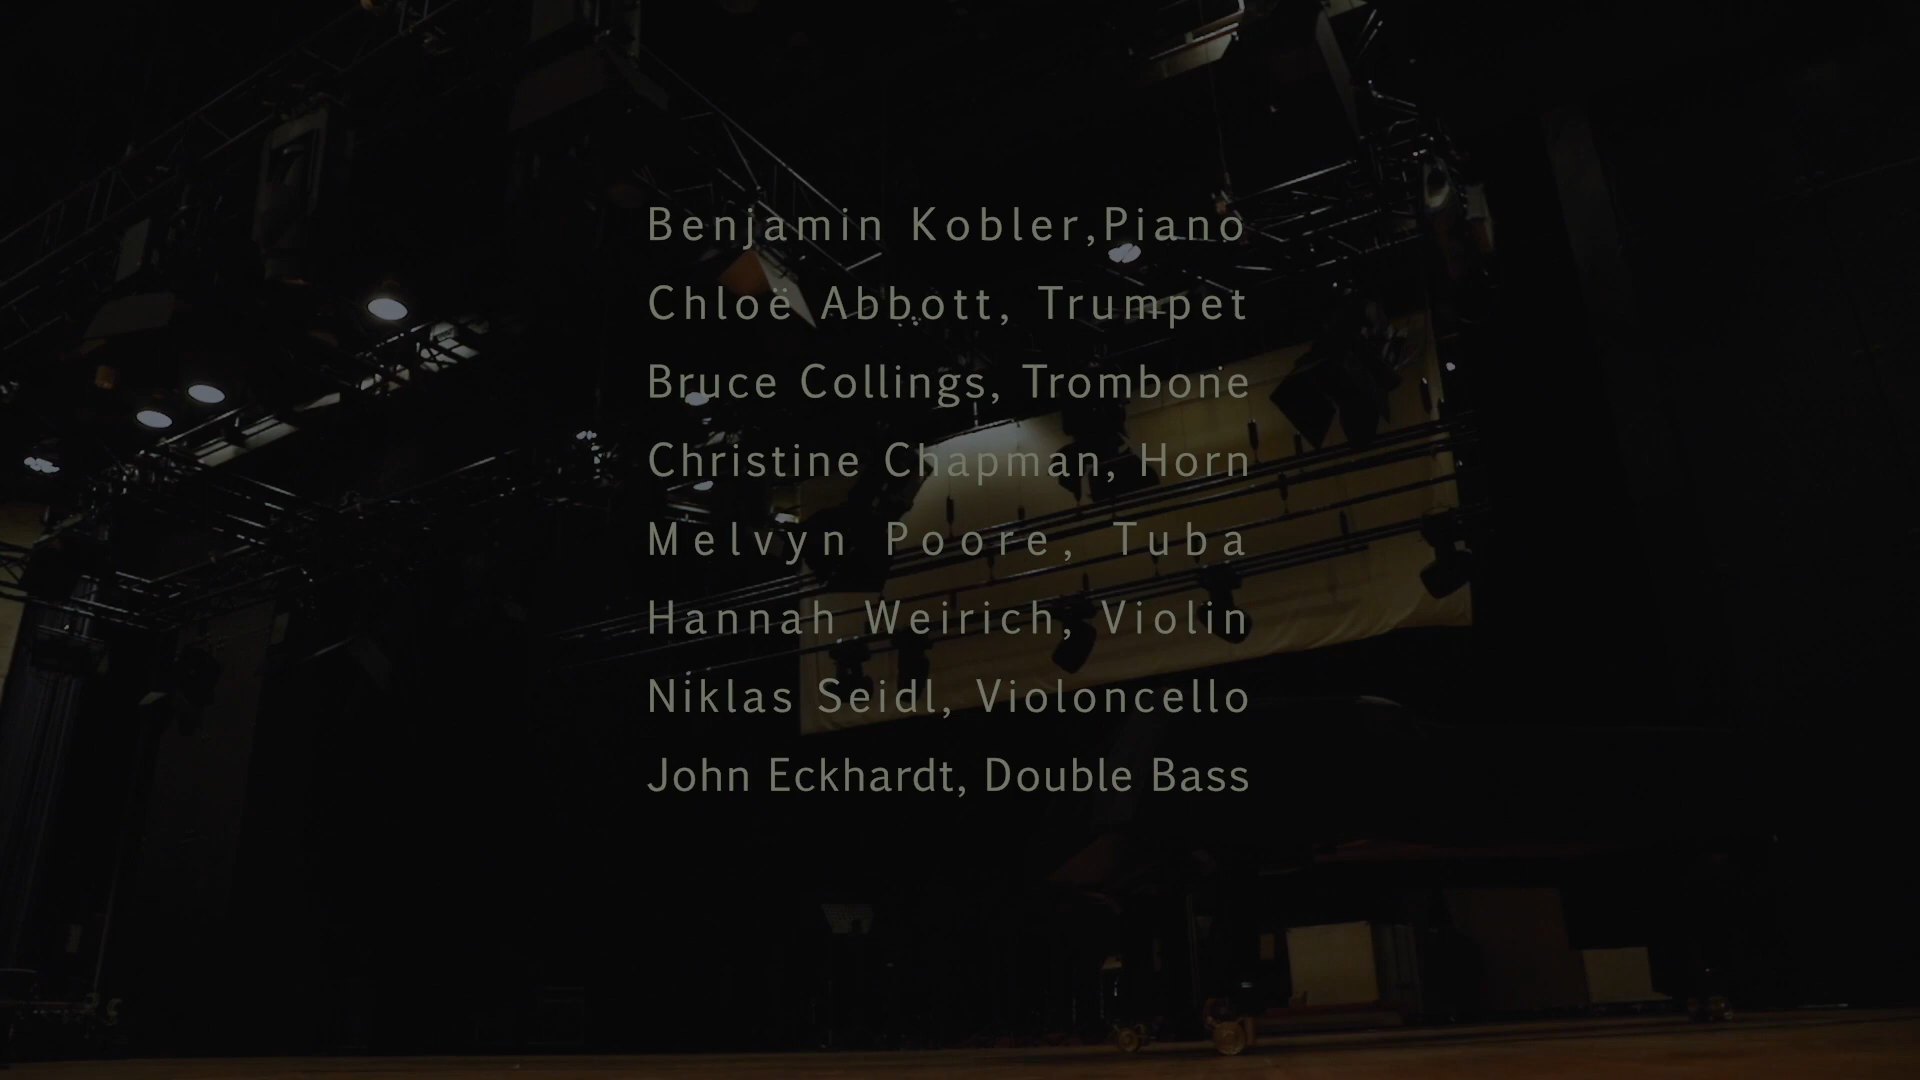 Benjamin Kobler,Piano
Chloë Abbott, Trumpet
Bruce Collings, Trombone
Christine Chapman, Horn
Melvyn Poore, Tuba
Hannah Weirich, Violin
Niklas Seidl, Violoncello
John Eckhardt, Double Bass